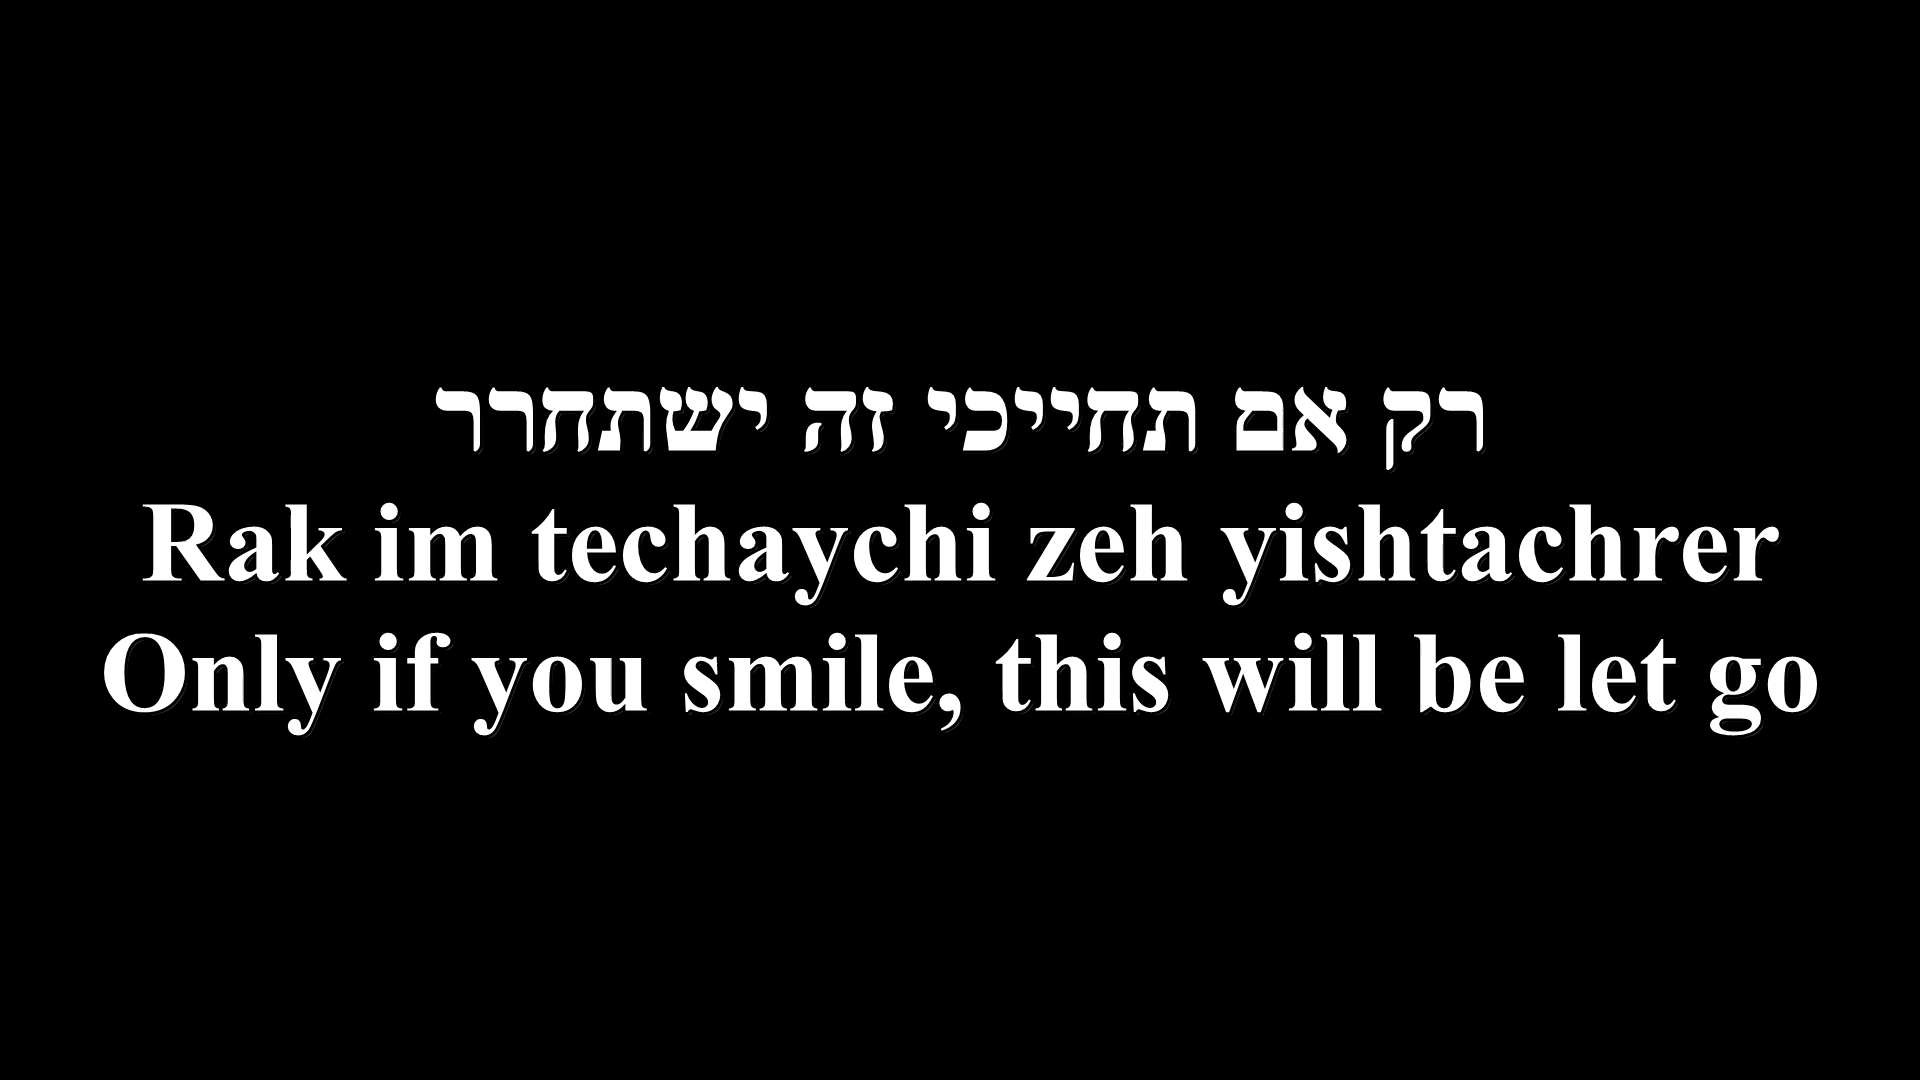 רק אם תחייכי זה ישתחרר
Rak im techaychi zeh yishtachrer
Only if you smile, this will be let go